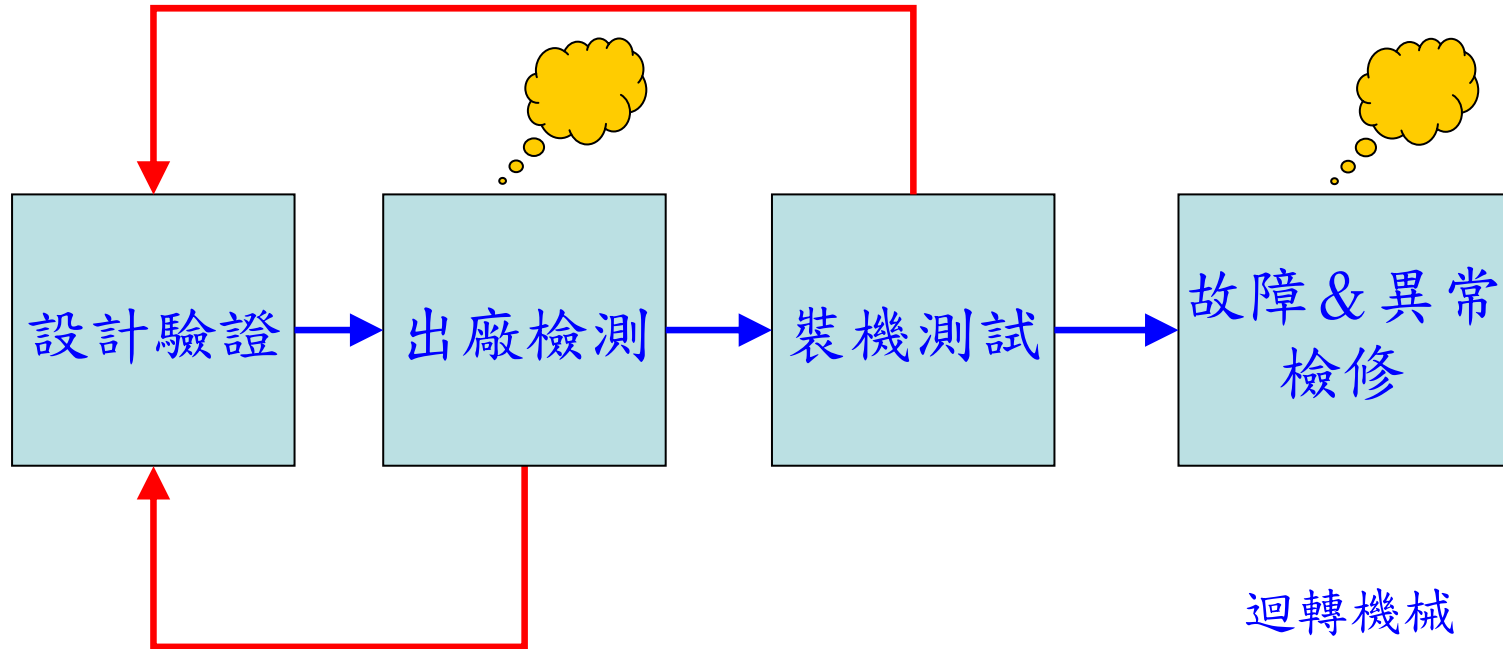 設計驗證
出廠檢測
裝機測試
故障&異常
檢修
迴轉機械